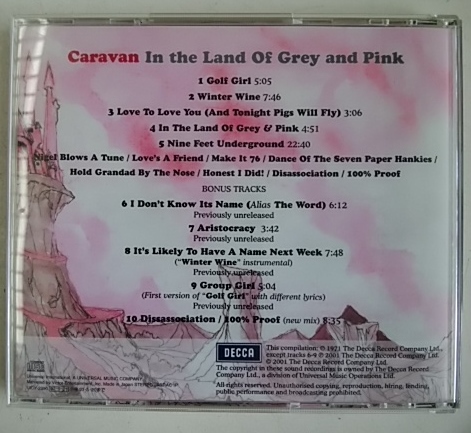 Caravan In the Land Of Grey and Pink
1 Golf Girl 5:05
2 Winter Wine 7:46
3 Love To Love You (And Tonight Pigs Will Fly) 3:06
4 In The Land Of Grey & Pink 4:51
5 Nine Feet Underground 22:40
Nigel Blows A Tune / Love's A Friend / Make It 76 / Dance Of The Seven Paper Hankies /
Hold Grandad By The Nose / Honest I Did! / Disassociation / 100% Proof
BONUS TRACKS
6 I Don't Know Its Name (Alias The Word) 6:12
Previously unreleased
7 Aristocracy 3:42
Previously unreleased
8 It's Likely To Have A Name Next Week 7:48
("Winter Wine" instrumental)
Previously unreleased
9 Group Girl 5:04
(First version of "Golf Girl" with different lyrics)
Previously unreleased
10 Dissassociation / 100% Proof (new mix) 8:35
DECCA
This compilation: ℗ 1971 The Decca Record Company Ltd.
except tracks 6-9 ℗ 2001 The Decca Record Company Ltd.
© 2001 The Decca Record Company Ltd.
The copyright in these sound recordings is owned by The Decca Record
Company Ltd., a division of Universal Music Operations Ltd.
All rights reserved. Unauthorised copying, reproduction, hiring, lending,
public performance and broadcasting prohibited.